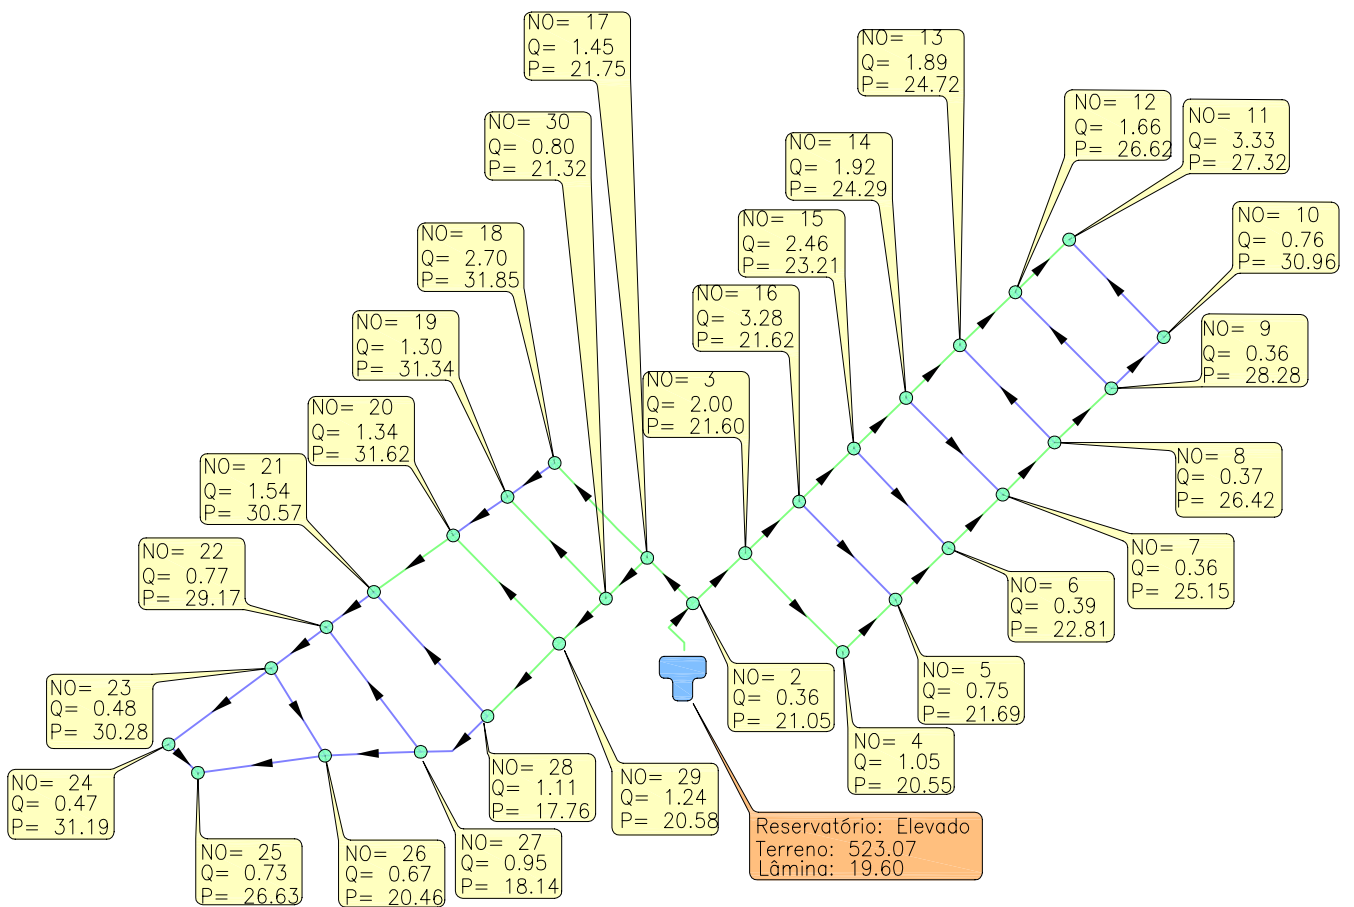 NO= 17
Q= 1.45
P= 21.75
NO= 13
Q= 1.89
P= 24.72
NO= 12
Q= 1.66
P= 26.62
NO= 11
Q= 3.33
P= 27.32
NO= 30
Q= 0.80
P= 21.32
NO= 14
Q= 1.92
P= 24.29
NO= 10
Q= 0.76
P= 30.96
NO= 18
Q= 2.70
P= 31.85
NO= 15
Q= 2.46
P= 23.21
NO= 16
Q= 3.28
P= 21.62
NO= 9
Q= 0.36
P= 28.28
NO= 19
Q= 1.30
P= 31.34
NO= 3
Q= 2.00
P= 21.60
NO= 20
Q= 1.34
P= 31.62
NO= 8
Q= 0.37
P= 26.42
NO= 21
Q= 1.54
P= 30.57
NO= 7
Q= 0.36
P= 25.15
NO= 22
Q= 0.77
P= 29.17
NO= 6
Q= 0.39
P= 22.81
NO= 5
Q= 0.75
P= 21.69
NO= 2
Q= 0.36
P= 21.05
NO= 23
Q= 0.48
P= 30.28
NO= 4
Q= 1.05
P= 20.55
NO= 28
Q= 1.11
P= 17.76
NO= 29
Q= 1.24
P= 20.58
NO= 24
Q= 0.47
P= 31.19
Reservatório: Elevado
Terreno: 523.07
Lâmina: 19.60
NO= 27
Q= 0.95
P= 18.14
NO= 25
Q= 0.73
P= 26.63
NO= 26
Q= 0.67
P= 20.46